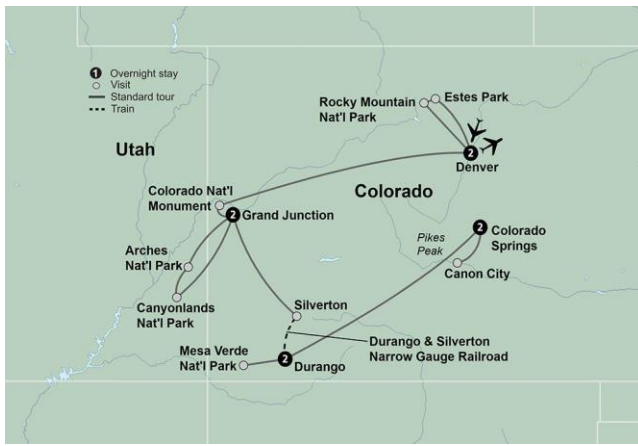 1 Overnight stay
Visit
Standard tour
Train
Utah
Colorado
Rocky Mountain
Nat'l Park
Estes Park
2
Denver
Colorado Nat'l
Monument
2 Grand Junction
Arches
Nat'l Park
Canyonlands
Nat'l Park
Pikes
Peak
2 Colorado
Springs
Canon City
Silverton
Durango & Silverton
Narrow Gauge Railroad
Mesa Verde
Nat'l Park
2 Durango